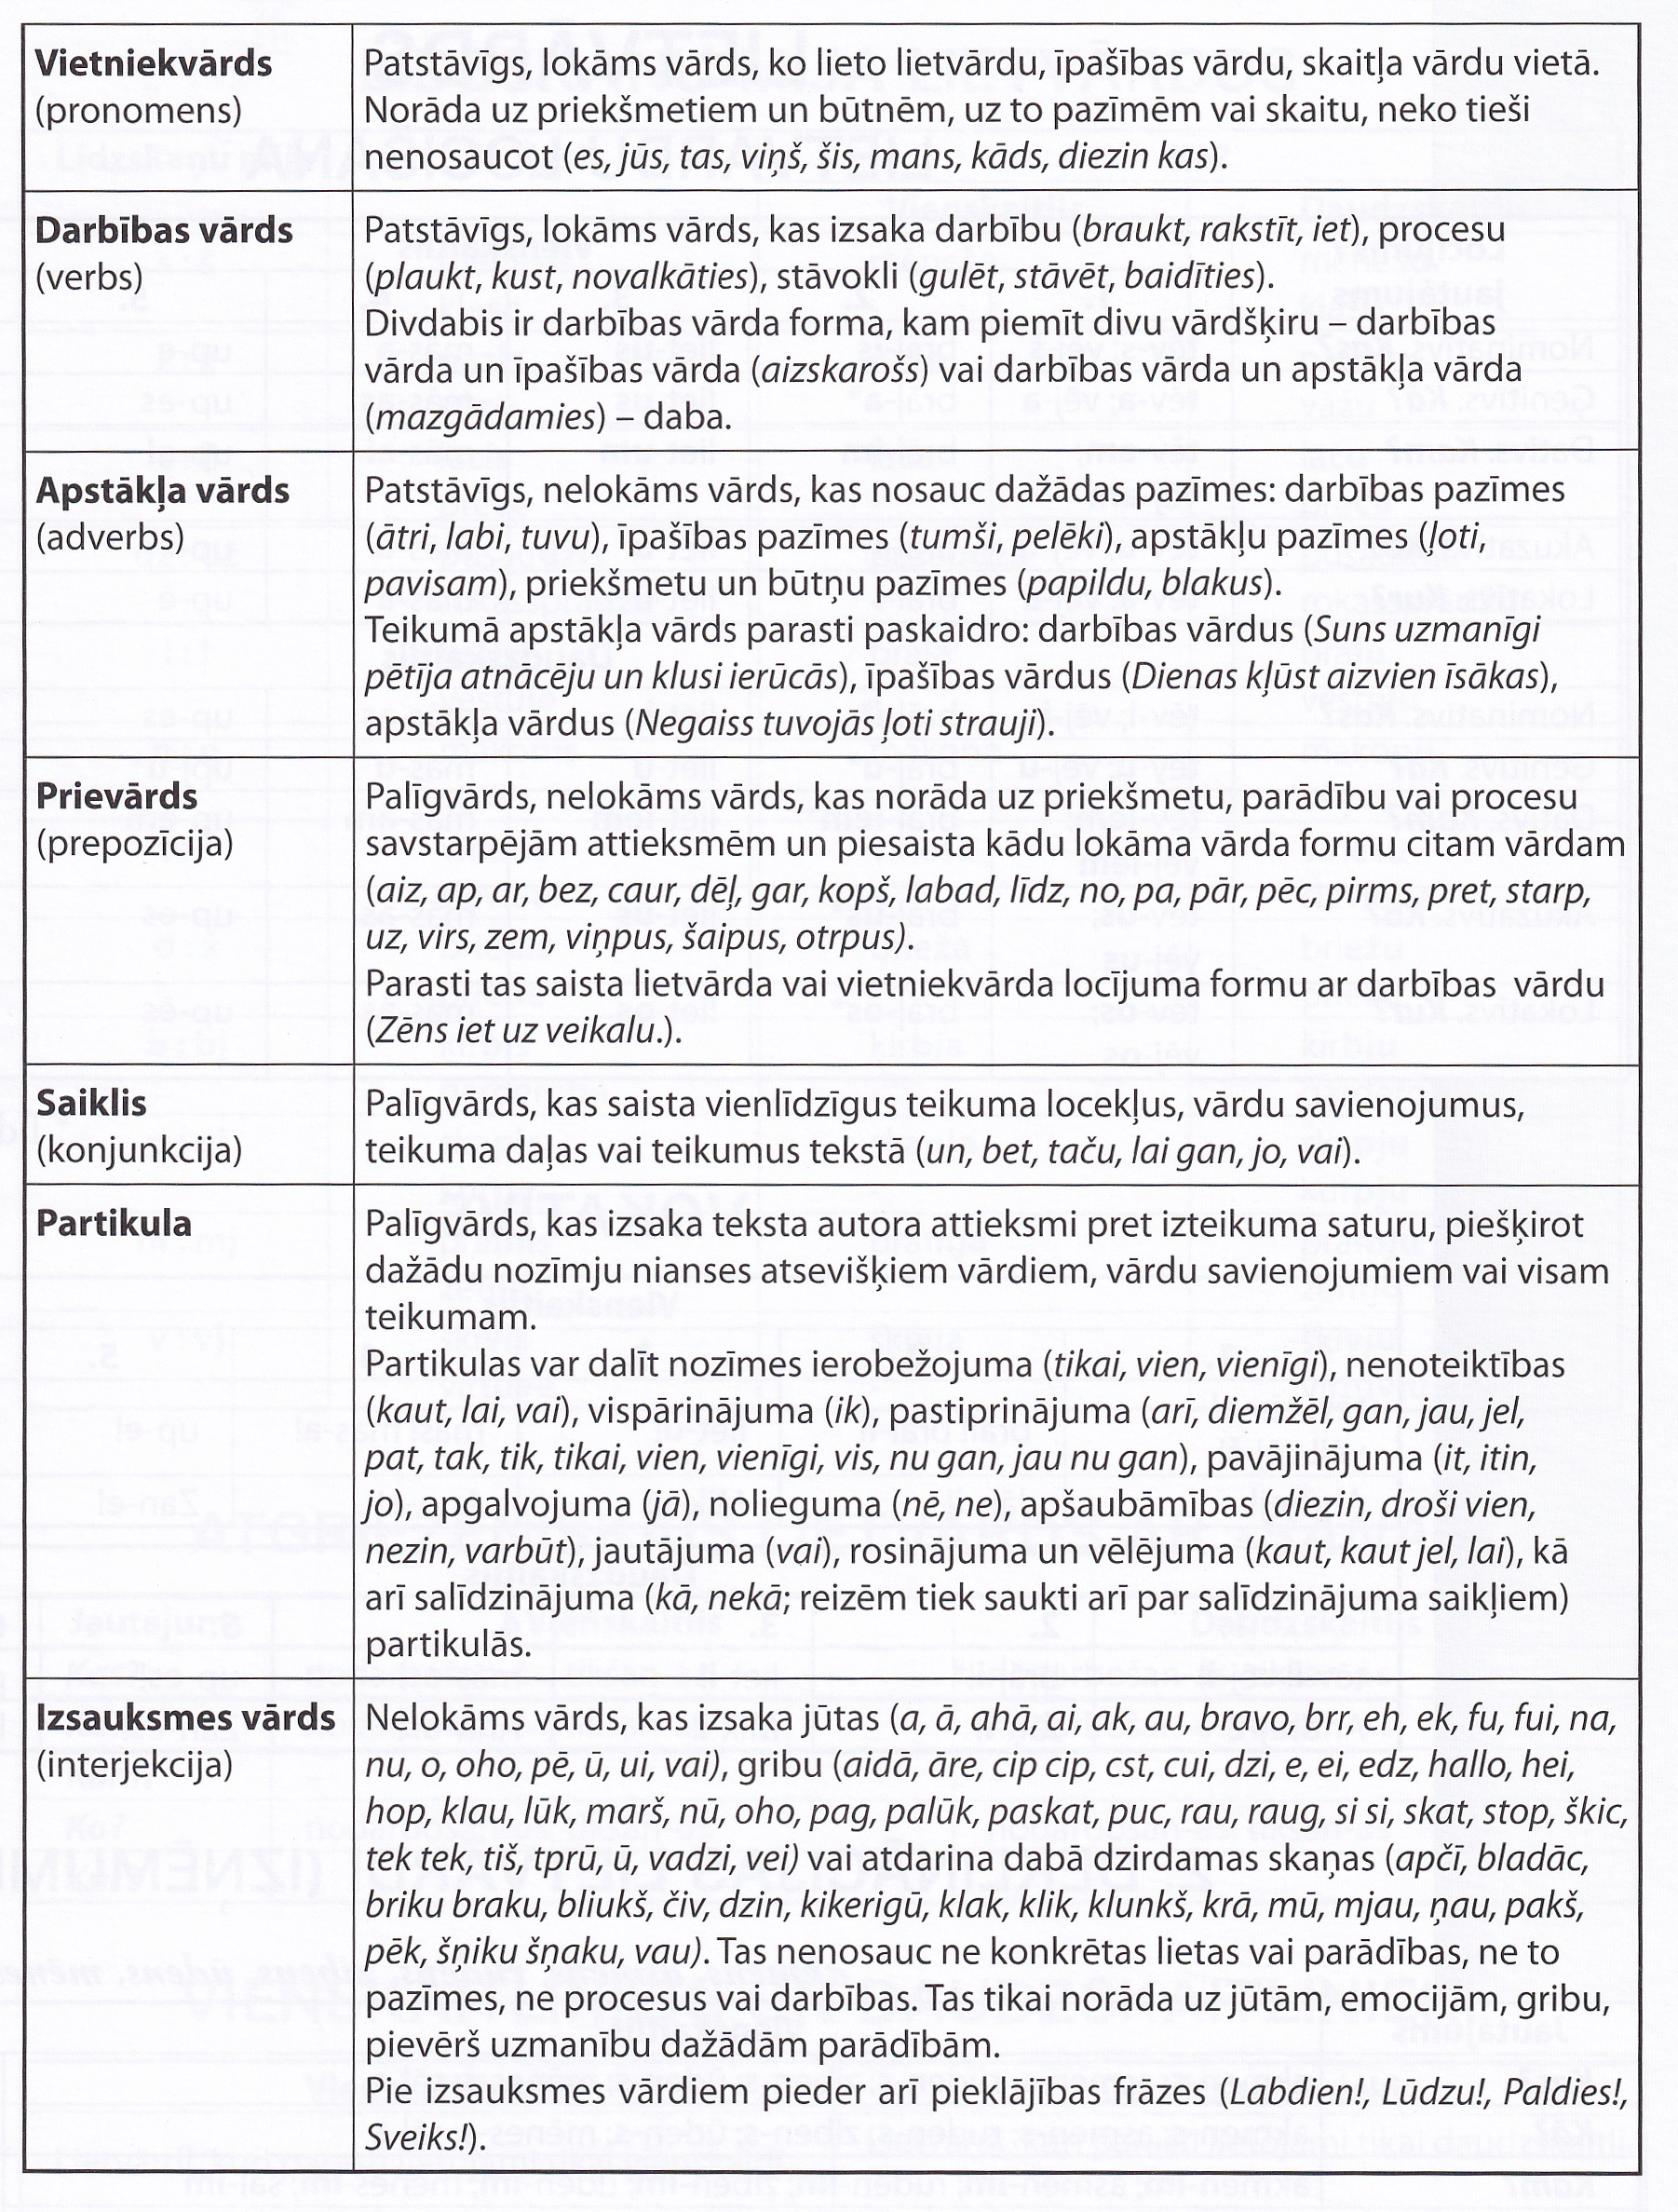 Vietniekvārds
(pronomens)
Patstāvīgs, lokāms vārds, ko lieto lietvārdu, īpašības vārdu, skaitļa vārdu vietā.
Norāda uz priekšmetiem un būtnēm, uz to pazīmēm vai skaitu, neko tieši
nenosaucot (es, jūs, tas, viņš, šis, mans, kāds, diezin kas).
Darbības vārds
(verbs)
Patstāvīgs, lokāms vārds, kas izsaka darbību (braukt, rakstīt, iet), procesu
(plaukt, kust, novalkāties), stāvokli (gulēt, stāvēt, baidīties).
Divdabis ir darbības vārda forma, kam piemīt divu vārdšķiru – darbības
vārda un īpašības vārda (aizskarošs) vai darbības vārda un apstākļa vārda
(mazgādamies) – daba.
Apstākļa vārds
(adverbs)
Patstāvīgs, nelokāms vārds, kas nosauc dažādas pazīmes: darbības pazīmes
(ātri, labi, tuvu), īpašības pazīmes (tumši, pelēki), apstākļu pazīmes (ļoti,
pavisam), priekšmetu un būtņu pazīmes (papildu, blakus).
Teikumā apstākļa vārds parasti paskaidro: darbības vārdus (Suns uzmanīgi
pētīja atnācēju un klusi ierūcās), īpašības vārdus (Dienas kļūst aizvien īsākas),
apstākļa vārdus (Negaiss tuvojās ļoti strauji).
Prievārds
(prepozīcija)
Palīgvārds, nelokāms vārds, kas norāda uz priekšmetu, parādību vai procesu
savstarpējām attieksmēm un piesaista kādu lokāma vārda formu citam vārdam
(aiz, ap, ar, bez, caur, dēļ, gar, kopš, labad, līdz, no, pa, pār, pēc, pirms, pret, starp,
uz, virs, zem, viņpus, šaipus, otrpus).
Parasti tas saista lietvārda vai vietniekvārda locījuma formu ar darbības vārdu
(Zēns iet uz veikalu.).
Saiklis
(konjunkcija)
Palīgvārds, kas saista vienlīdzīgus teikuma locekļus, vārdu savienojumus,
teikuma daļas vai teikumus tekstā (un, bet, taču, lai gan, jo, vai).
Partikula
Palīgvārds, kas izsaka teksta autora attieksmi pret izteikuma saturu, piešķirot
dažādu nozīmju nianses atsevišķiem vārdiem, vārdu savienojumiem vai visam
teikumam.
Partikulas var dalīt nozīmes ierobežojuma (tikai, vien, vienīgi), nenoteiktības
(kaut, lai, vai), vispārinājuma (ik), pastiprinājuma (arī, diemžēl, gan, jau, jel,
pat, tak, tik, tikai, vien, vienīgi, vis, nu gan, jau nu gan), pavājinājuma (it, itin,
jo), apgalvojuma (jā), nolieguma (nē, ne), apšaubāmības (diezin, droši vien,
nezin, varbūt), jautājuma (vai), rosinājuma un vēlējuma (kaut, kaut jel, lai), kā
arī salīdzinājuma (kā, nekā; reizēm tiek saukti arī par salīdzinājuma saikļiem)
partikulās.
Izsauksmes vārds
(interjekcija)
Nelokāms vārds, kas izsaka jūtas (a, ā, ahā, ai, ak, au, bravo, brr, eh, ek, fu, fui, na,
nu, o, oho, pē, ū, ui, vai), gribu (aidā, āre, cip cip, cst, cui, dzi, e, ei, edz, hallo, hei,
hop, klau, lūk, marš, nū, oho, pag, palūk, paskat, puc, rau, raug, si si, skat, stop, škic,
tek tek, tiš, tprū, ū, vadzi, vei) vai atdarina dabā dzirdamas skaņas (apčī, bladāc,
briku braku, bliukš, čiv, dzin, kikerigū, klak, klik, klunkš, krā, mū, mjau, ņau, pakš,
pēk, šņiku šņaku, vau). Tas nenosauc ne konkrētas lietas vai parādības, ne to
pazīmes, ne procesus vai darbības. Tas tikai norāda uz jūtām, emocijām, gribu,
pievērš uzmanību dažādām parādībām.
Pie izsauksmes vārdiem pieder arī pieklājības frāzes (Labdien!, Lūdzu!, Paldies!,
Sveiks!).